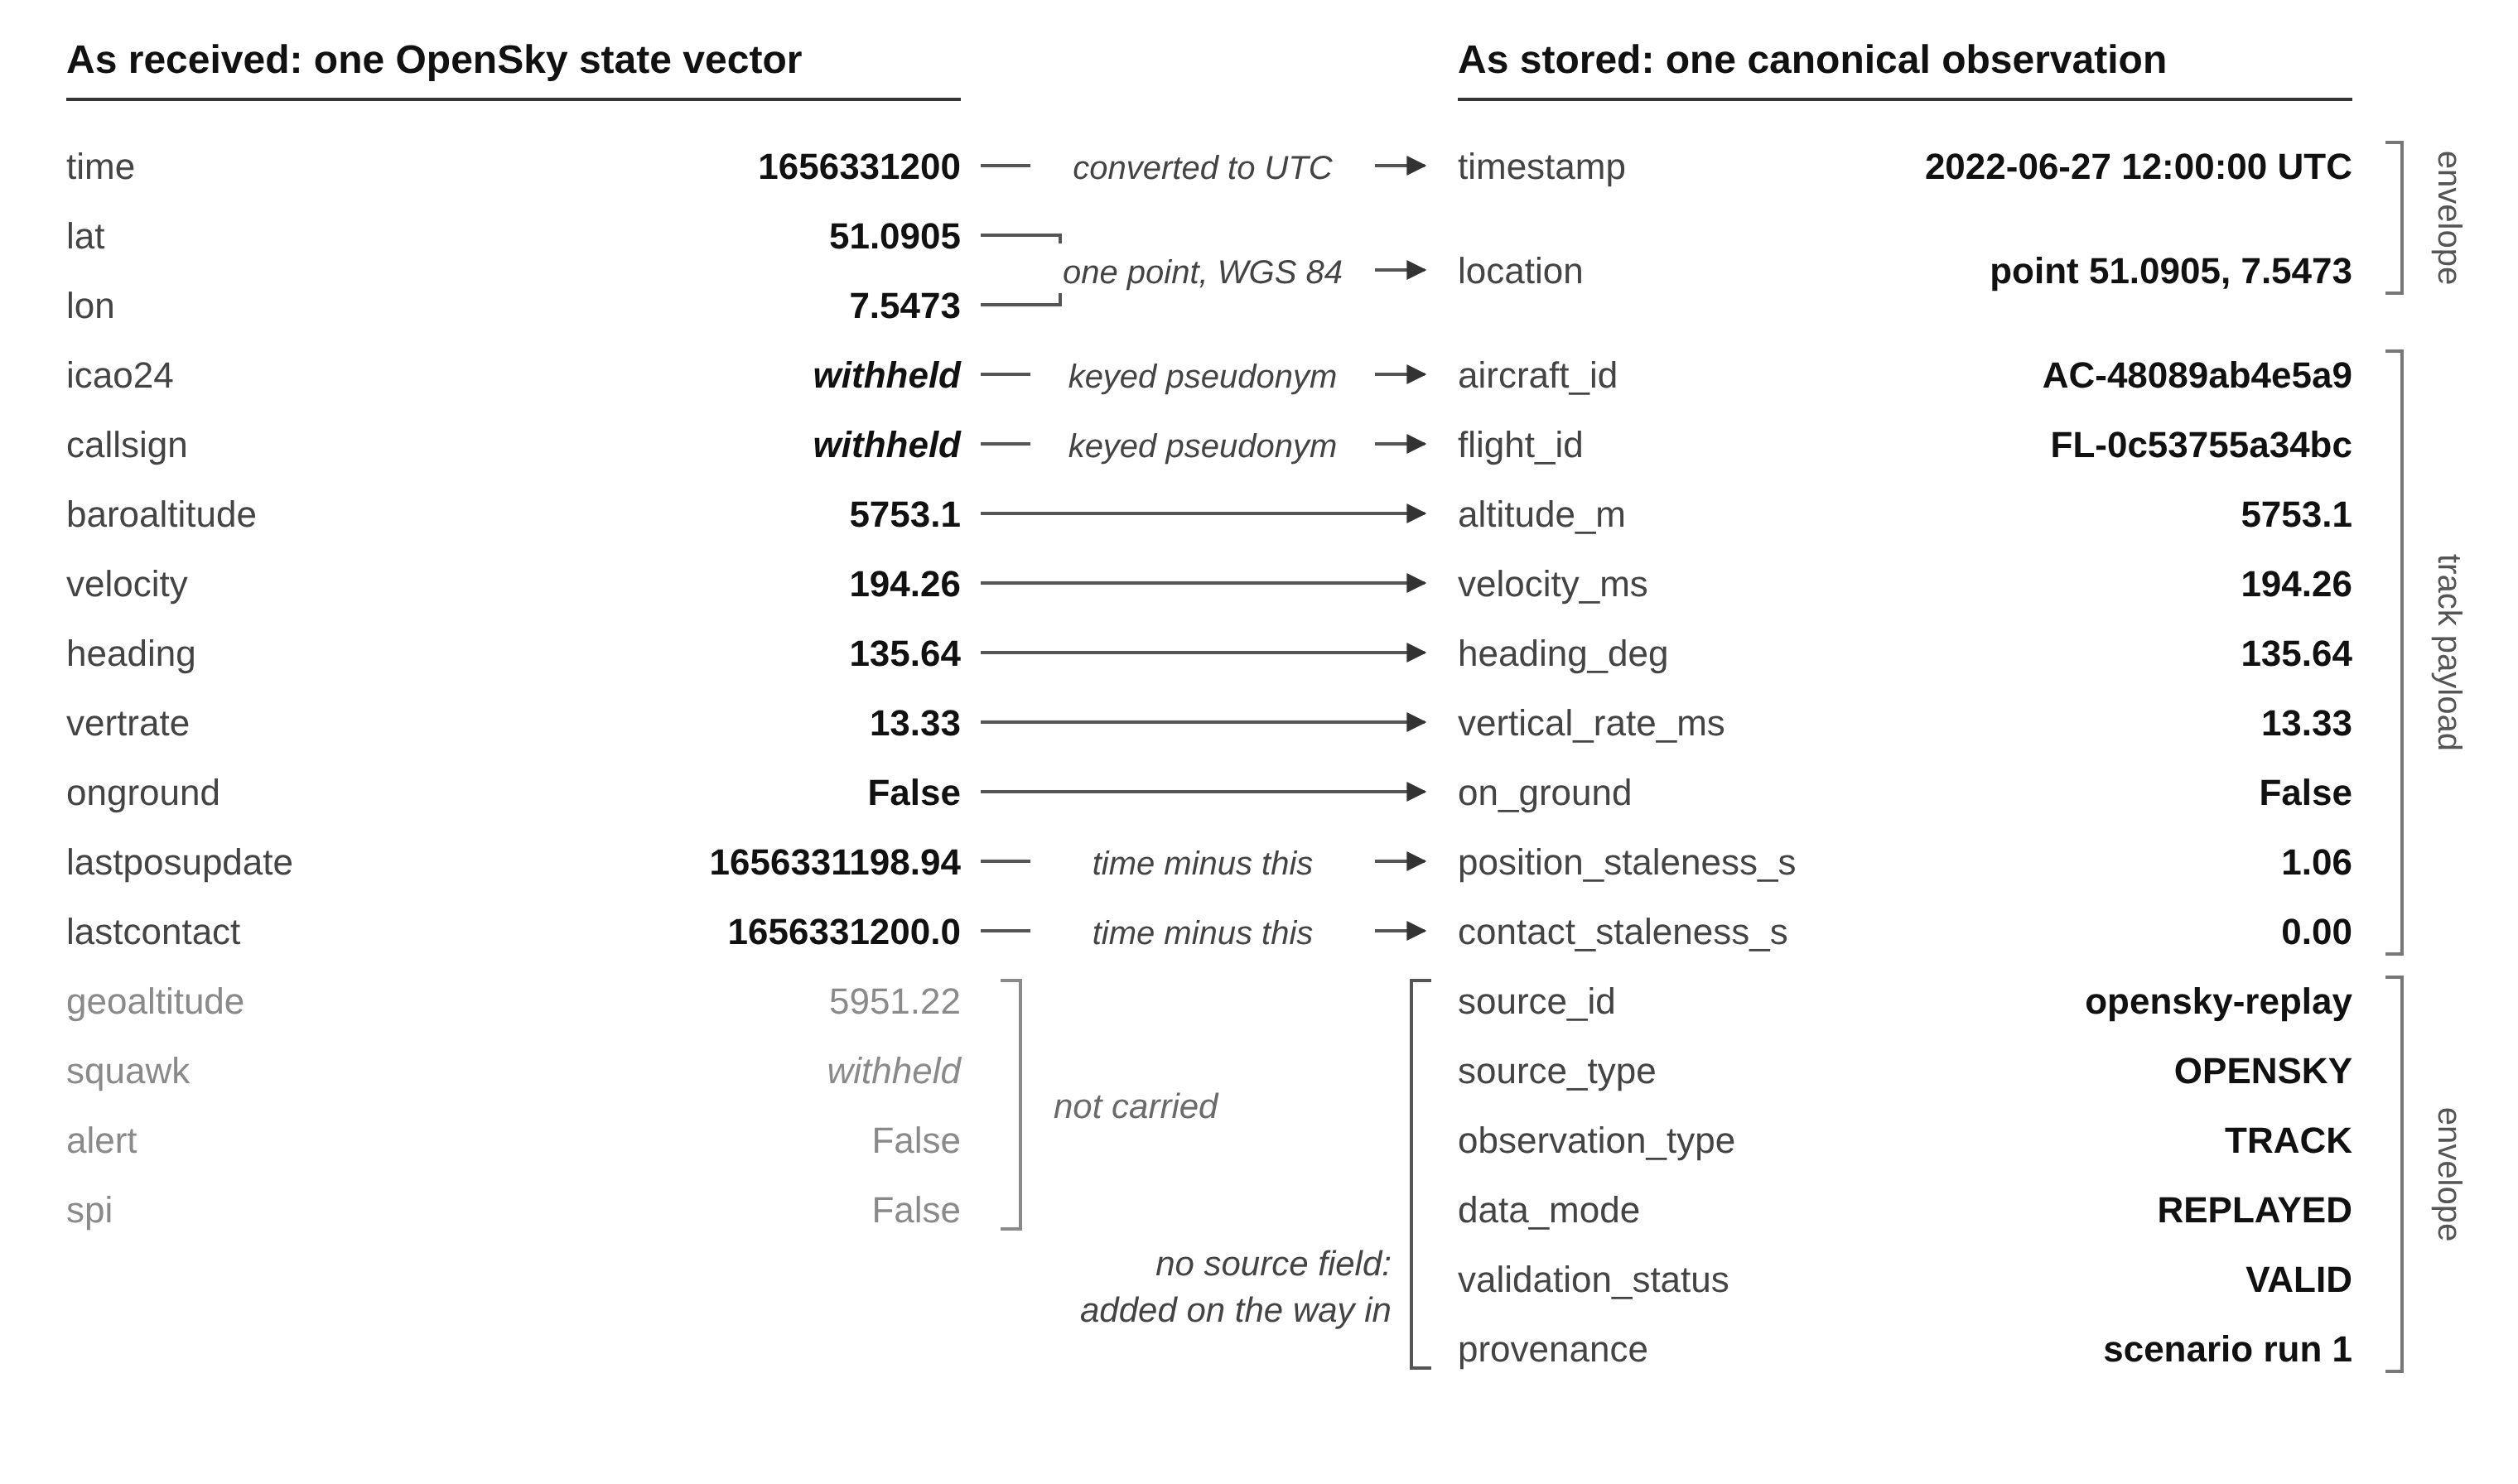 As received: one OpenSky state vector As stored: one canonical observation
time 1656331200 converted to UTC timestamp 2022-06-27 12:00:00 UTC
lat 51.0905
one point, WGS 84 location point 51.0905, 7.5473
lon 7.5473
envelope
icao24 withheld keyed pseudonym aircraft_id AC-48089ab4e5a9
callsign withheld keyed pseudonym flight_id FL-0c53755a34bc
baroaltitude 5753.1 altitude_m 5753.1
velocity 194.26 velocity_ms 194.26
heading 135.64 heading_deg 135.64
vertrate 13.33 vertical_rate_ms 13.33
onground False on_ground False
lastposupdate 1656331198.94 time minus this position_staleness_s 1.06
lastcontact 1656331200.0 time minus this contact_staleness_s 0.00
track payload
geoaltitude 5951.22 source_id opensky-replay
squawk withheld source_type OPENSKY
not carried
alert False observation_type TRACK
spi False data_mode REPLAYED
no source field:
added on the way in
validation_status VALID
provenance scenario run 1
envelope